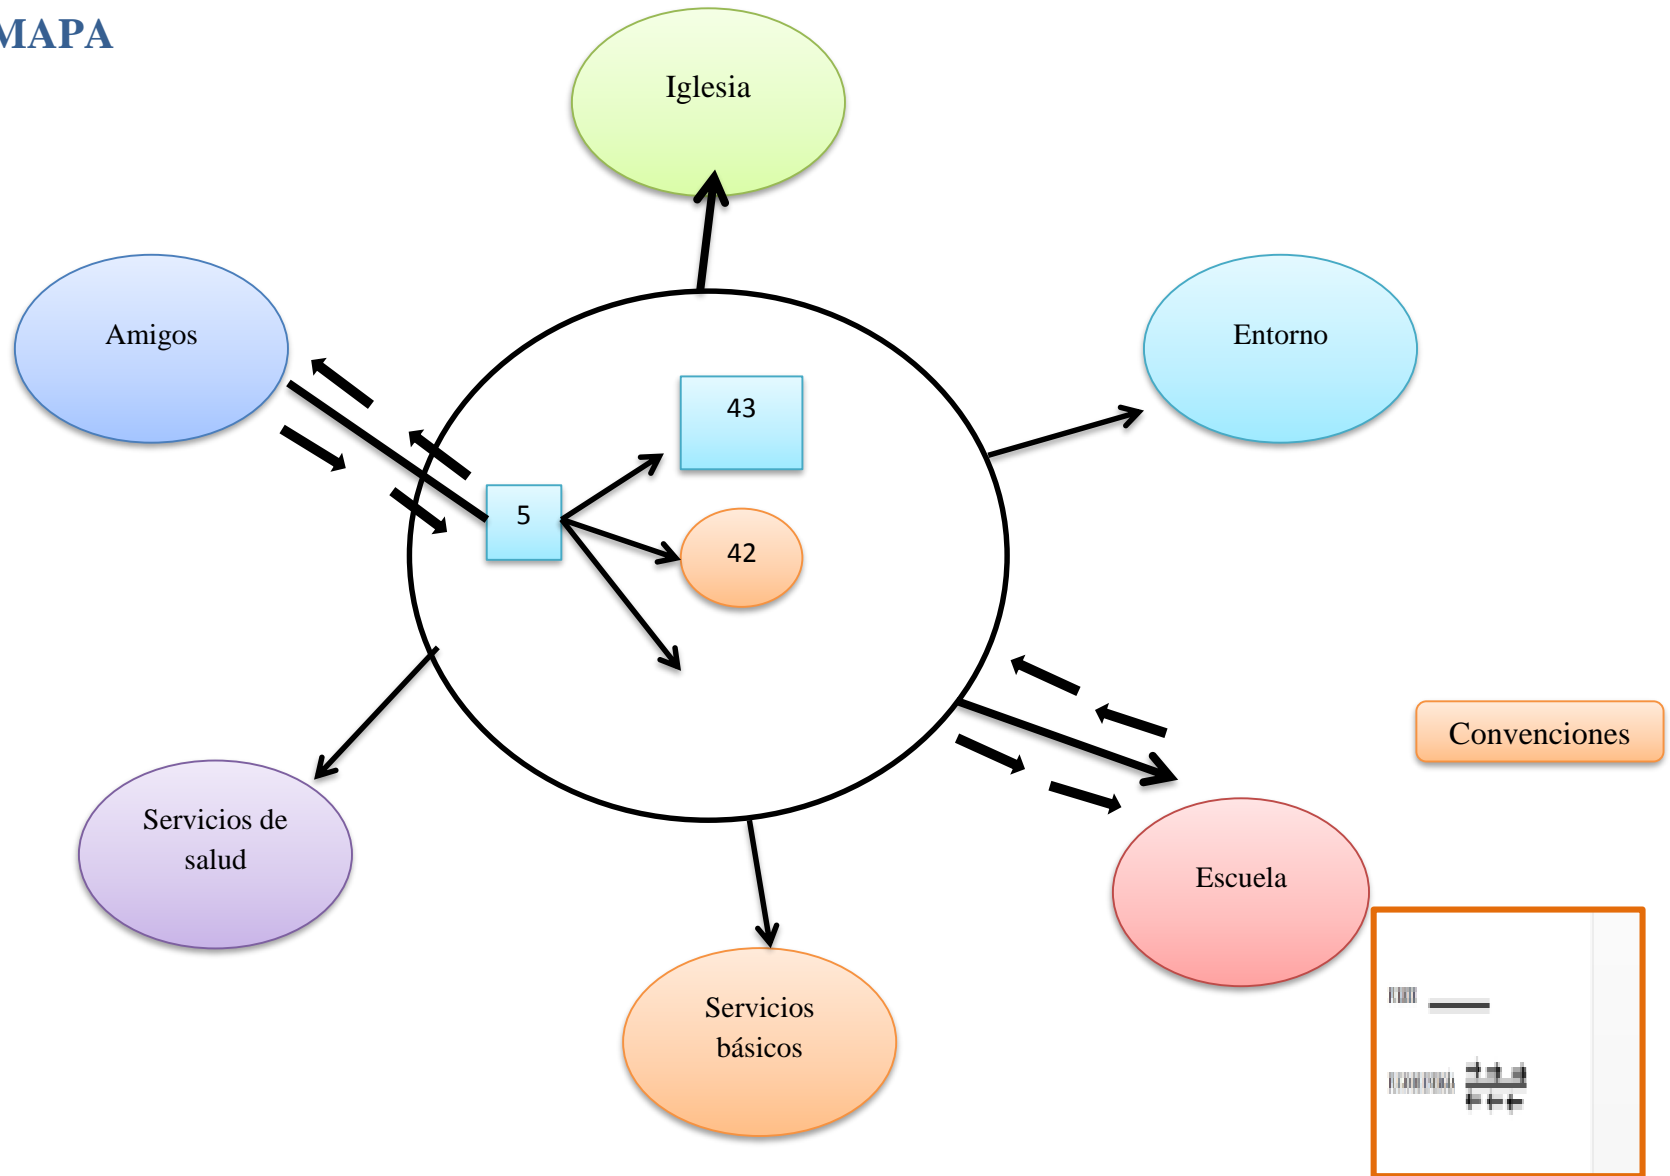 MAPA
Iglesia
Amigos
Entorno
43
5
42
Convenciones
Servicios de
salud
Escuela
Servicios
básicos